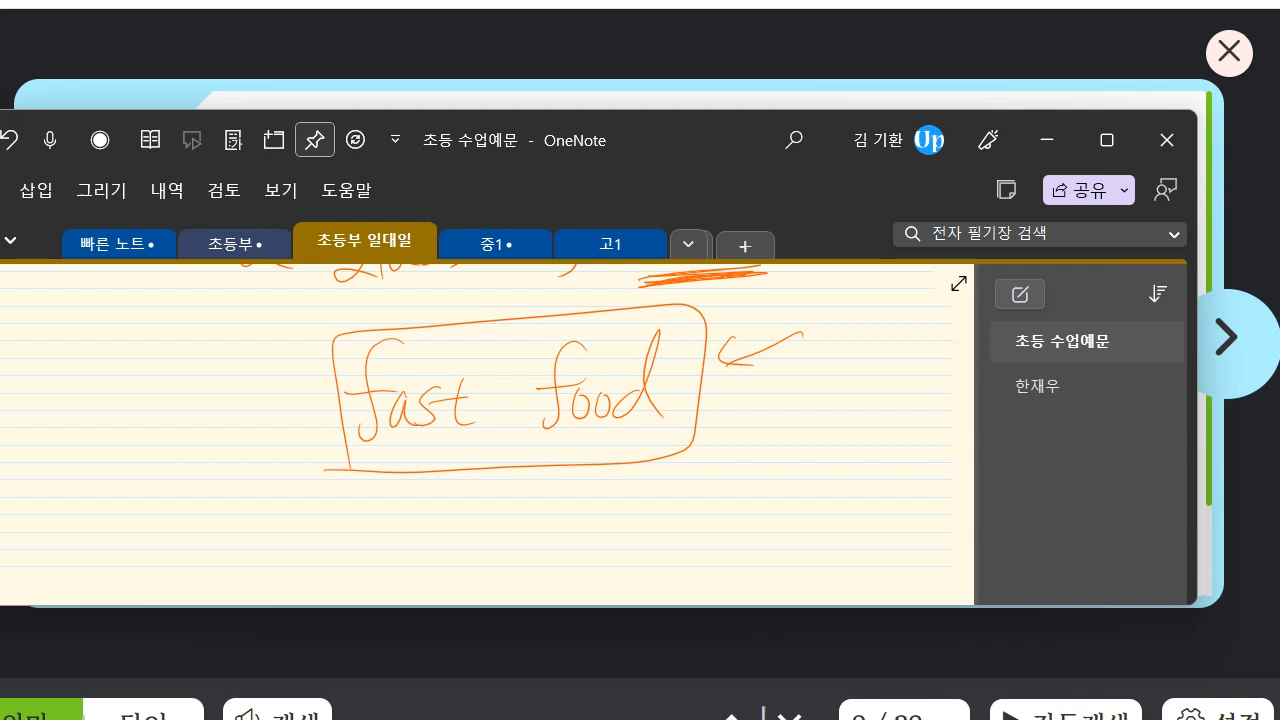 초등 수업예문 - OneNote
김 기환
Up
삽입 그리기 내역 검토 보기 도움말
공유
빠른 노트 • 초등부 • 초등부 일대일 중1 • 고1 +
전자 필기장 검색
초등 수업예문
fast food
한재우